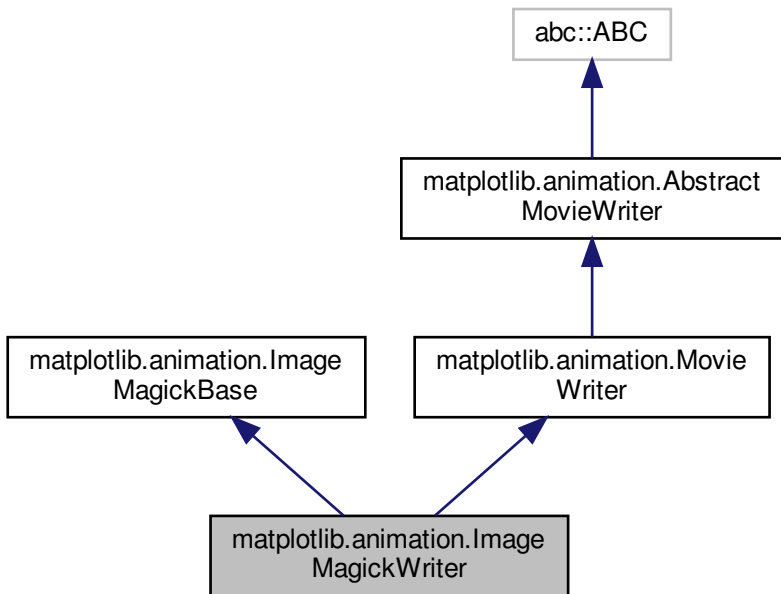 abc::ABC
matplotlib.animation.Abstract
MovieWriter
matplotlib.animation.Image
MagickBase
matplotlib.animation.Movie
Writer
matplotlib.animation.Image
MagickWriter